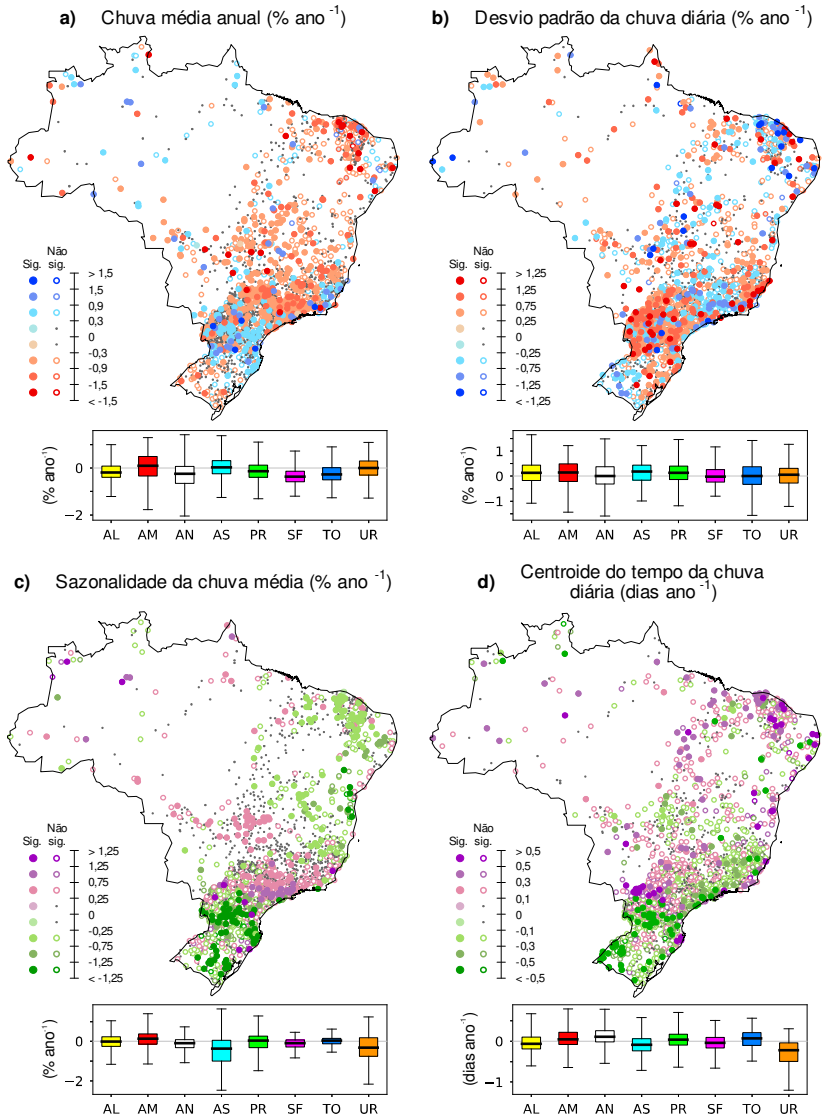 a) Chuva média anual (% ano -1)
Sig. Não sig.
> 1,5
1,5
0,9
0,3
0
-0,3
-0,9
-1,5
< -1,5
(% ano-1)
0
−2
AL AM AN AS PR SF TO UR
b) Desvio padrão da chuva diária (% ano -1)
Sig. Não sig.
> 1,25
1,25
0,75
0,25
0
-0,25
-0,75
-1,25
< -1,25
(% ano-1)
1
0
−1
AL AM AN AS PR SF TO UR
c) Sazonalidade da chuva média (% ano -1)
Sig. Não sig.
> 1,25
1,25
0,75
0,25
0
-0,25
-0,75
-1,25
< -1,25
(% ano-1)
0
−2
AL AM AN AS PR SF TO UR
d) Centroide do tempo da chuva
diária (dias ano -1)
Sig. Não sig.
> 0,5
0,5
0,3
0,1
0
-0,1
-0,3
-0,5
< -0,5
(dias ano-1)
0
−1
AL AM AN AS PR SF TO UR